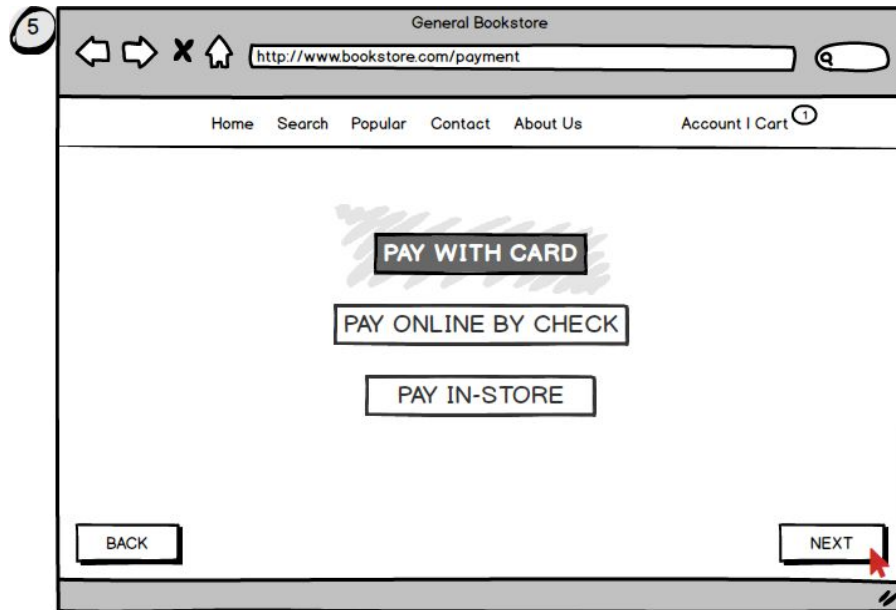 5
General Bookstore
http://www.bookstore.com/payment
Home Search Popular Contact About Us Account | Cart 1
PAY WITH CARD
PAY ONLINE BY CHECK
PAY IN-STORE
BACK NEXT